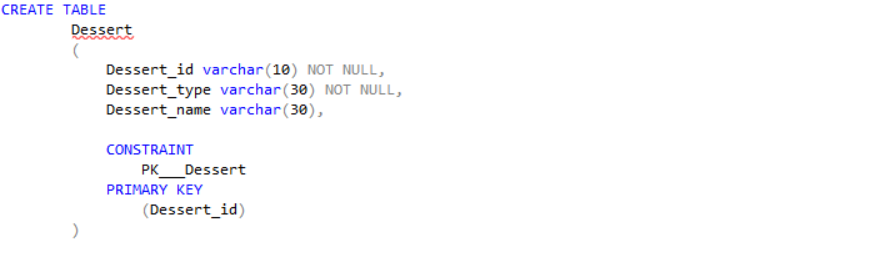 CREATE TABLE
Dessert
(
Dessert_id varchar(10) NOT NULL,
Dessert_type varchar(30) NOT NULL,
Dessert_name varchar(30),
CONSTRAINT
PK___Dessert
PRIMARY KEY
(Dessert_id)
)